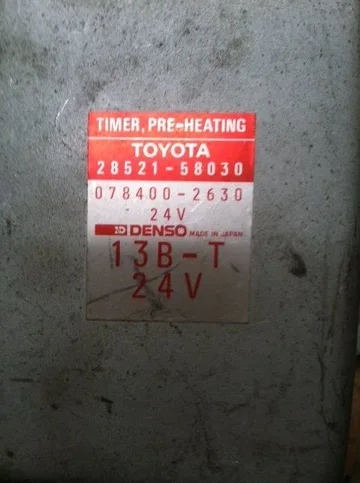 TIMER, PRE-HEATING
TOYOTA
28521-58030
078400-2630
24V
DENSO MADE IN JAPAN
13B-T
24V